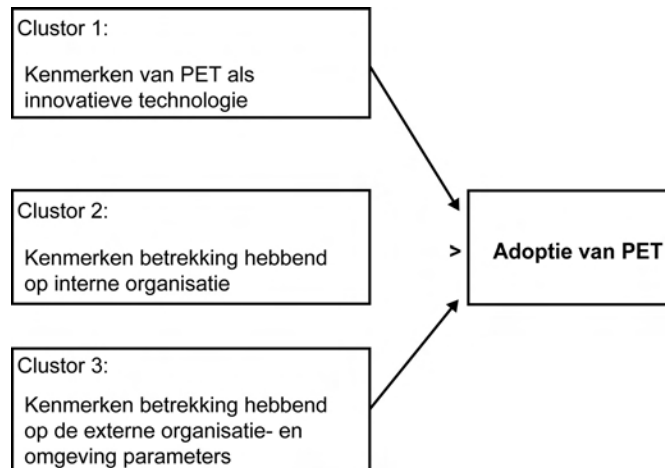 Clustor 1:
Kenmerken van PET als
innovatieve technologie
Clustor 2:
Kenmerken betrekking hebbend
op interne organisatie
>
Adoptie van PET
Clustor 3:
Kenmerken betrekking hebbend
op de externe organisatie- en
omgeving parameters